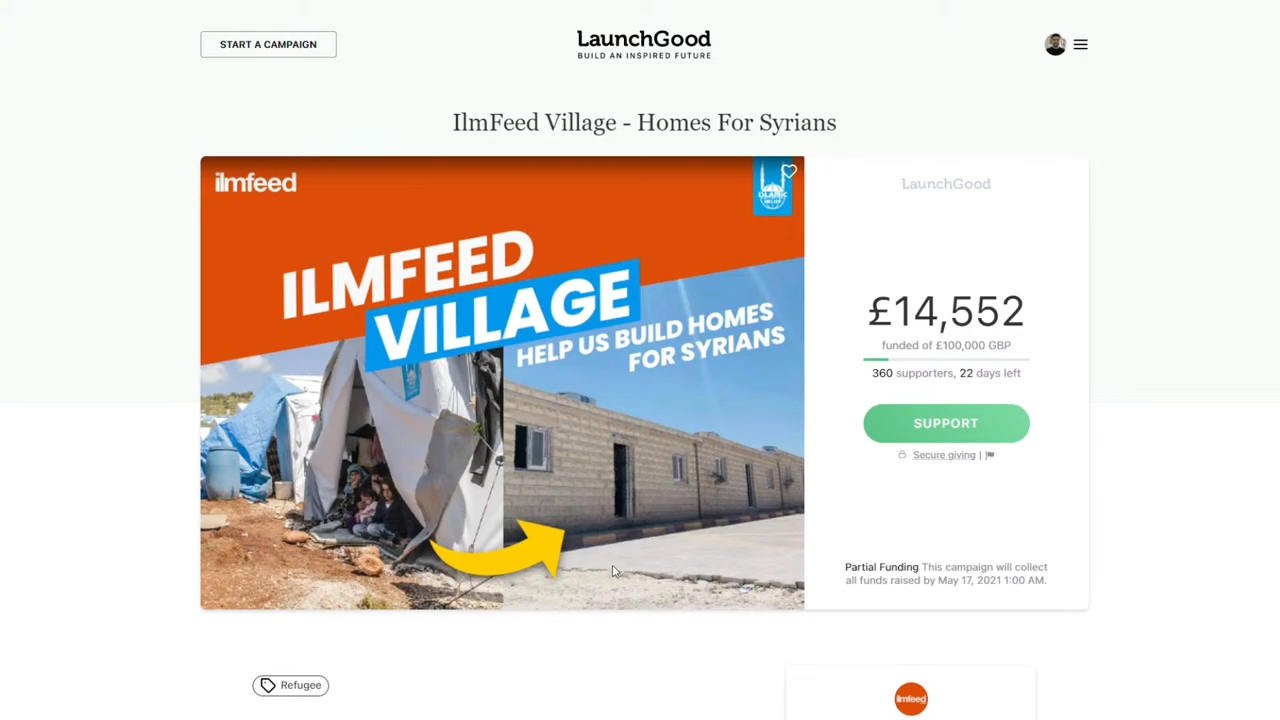 START A CAMPAIGN
LaunchGood
BUILD AN INSPIRED FUTURE
IlmFeed Village - Homes For Syrians
ilmfeed
ISLAMIC
RELIEF
ILMFEED
VILLAGE
HELP US BUILD HOMES
FOR SYRIANS
LaunchGood
£14,552
funded of £100,000 GBP
360 supporters, 22 days left
SUPPORT
Secure giving |
Partial Funding This campaign will collect
all funds raised by May 17, 2021 1:00 AM.
Refugee
ilmfeed